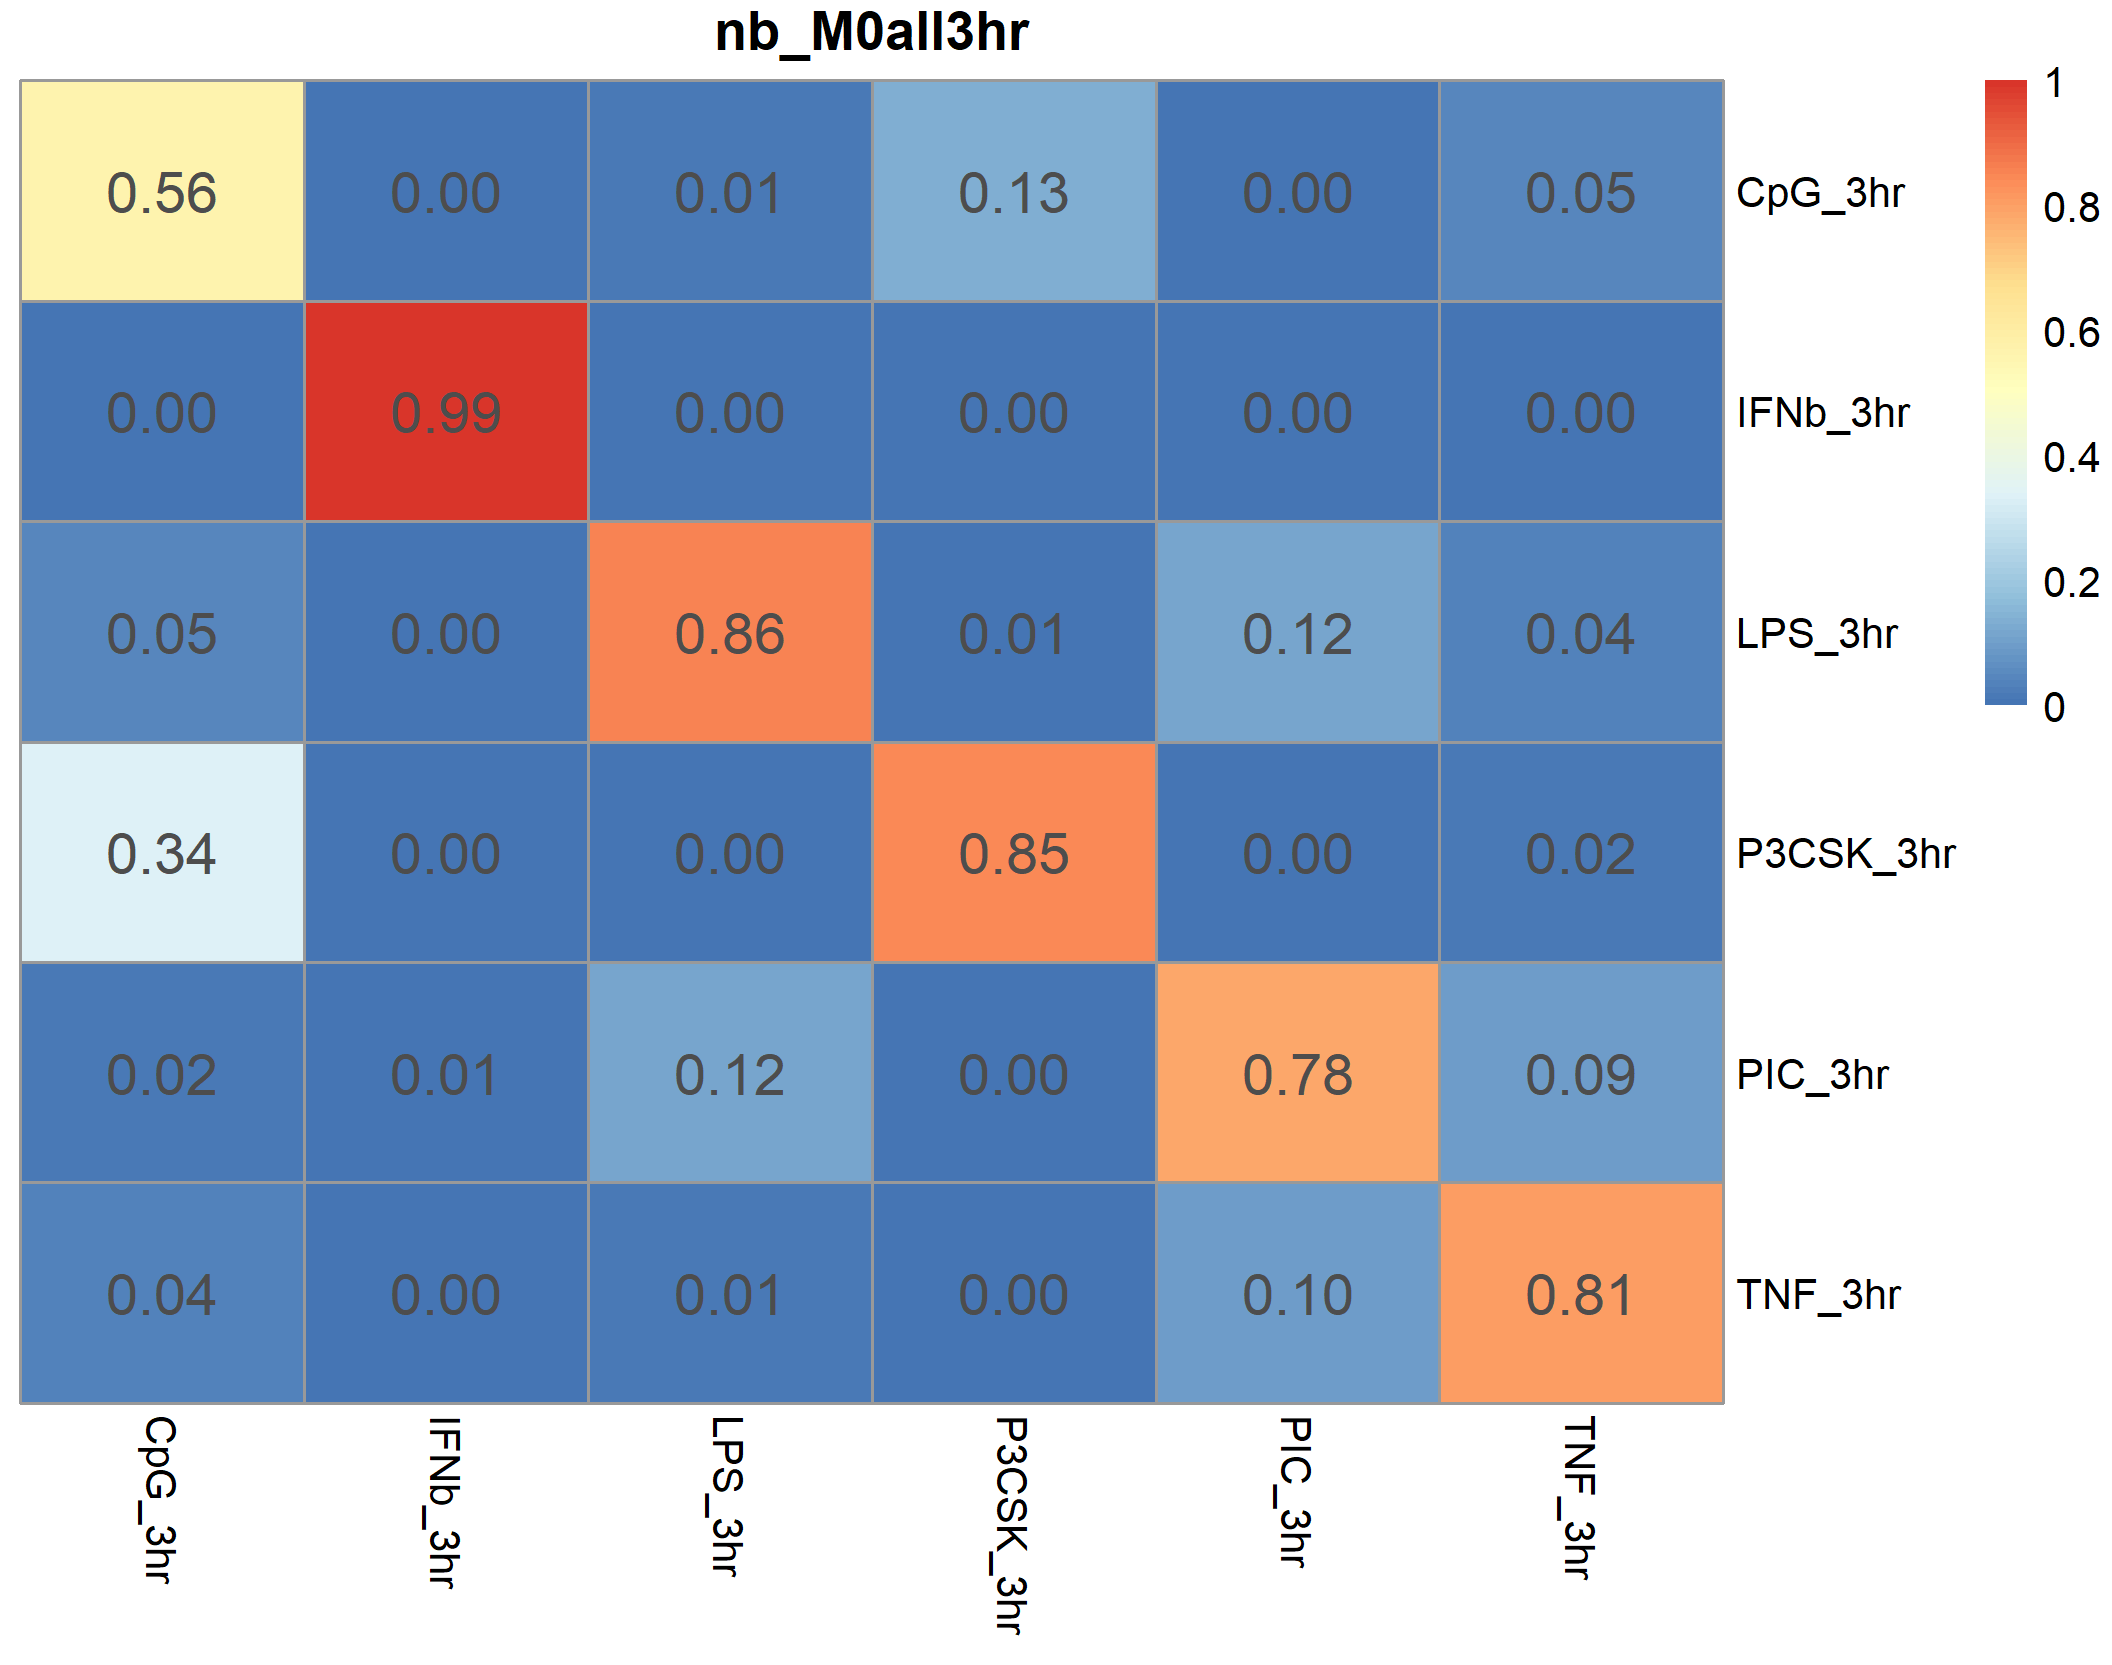 nb_M0all3hr
0.56 0.00 0.01 0.13 0.00 0.05 CpG_3hr
0.00 0.99 0.00 0.00 0.00 0.00 IFNb_3hr
0.05 0.00 0.86 0.01 0.12 0.04 LPS_3hr
0.34 0.00 0.00 0.85 0.00 0.02 P3CSK_3hr
0.02 0.01 0.12 0.00 0.78 0.09 PIC_3hr
0.04 0.00 0.01 0.00 0.10 0.81 TNF_3hr
CpG_3hr IFNb_3hr LPS_3hr P3CSK_3hr PIC_3hr TNF_3hr
1
0.8
0.6
0.4
0.2
0